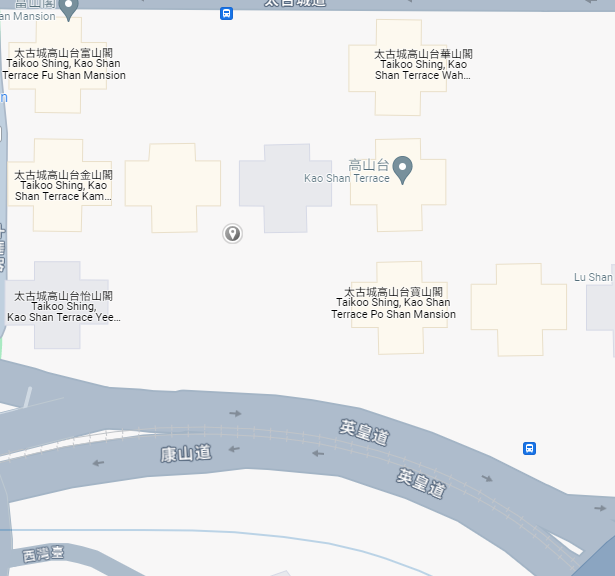 富山閣
an Mansion
太古城道
太古城高山台富山閣
Taikoo Shing, Kao Shan
Terrace Fu Shan Mansion
太古城高山台華山閣
Taikoo Shing, Kao
Shan Terrace Wah...
n
太古城高山台金山閣
Taikoo Shing, Kao
Shan Terrace Kam...
高山台
Kao Shan Terrace
太古城高山台怡山閣
Taikoo Shing,
Kao Shan Terrace Yee...
太古城高山台寶山閣
Taikoo Shing, Kao Shan
Terrace Po Shan Mansion
Lu Shan
英皇道
康山道
英皇道
西灣臺